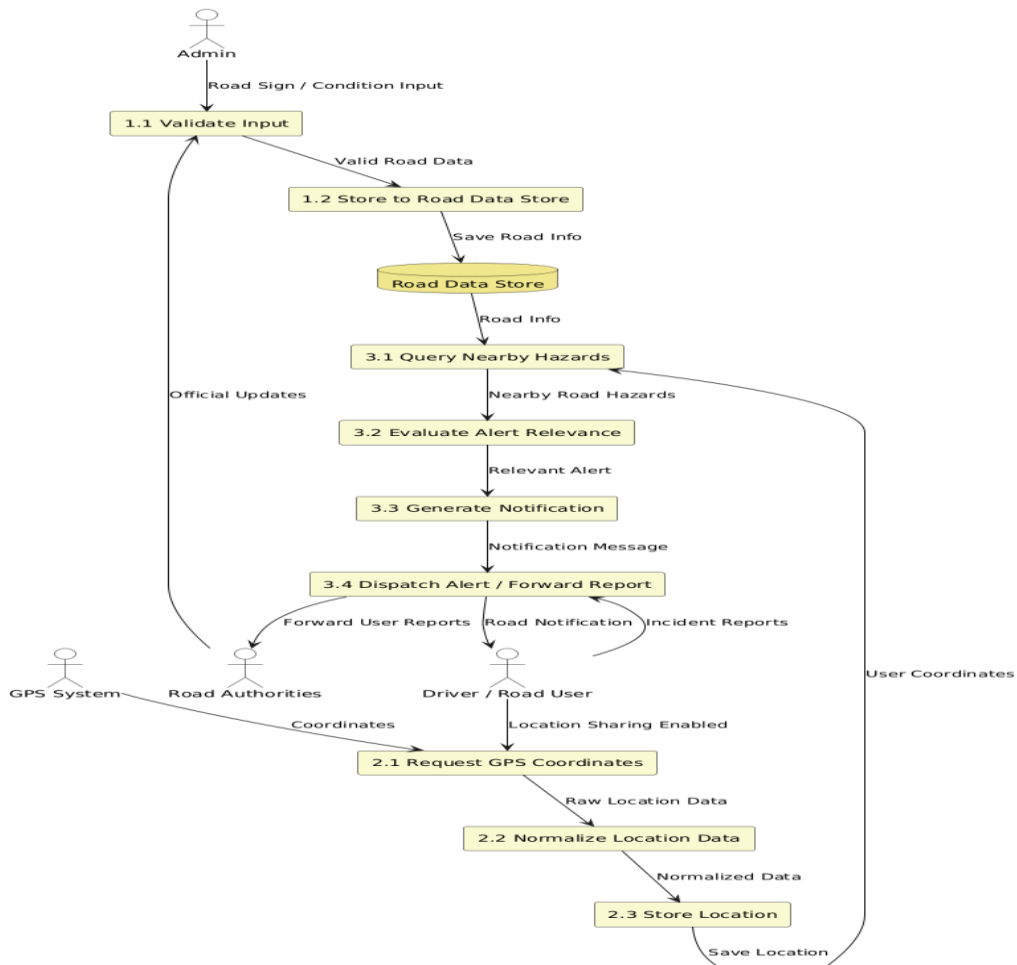 Admin
Road Sign / Condition Input
1.1 Validate Input
Valid Road Data
1.2 Store to Road Data Store
Save Road Info
Road Data Store
Road Info
3.1 Query Nearby Hazards
Official Updates
Nearby Road Hazards
3.2 Evaluate Alert Relevance
Relevant Alert
3.3 Generate Notification
Notification Message
3.4 Dispatch Alert / Forward Report
Forward User Reports
Road Notification
Incident Reports
User Coordinates
GPS System
Road Authorities
Driver / Road User
Coordinates
Location Sharing Enabled
2.1 Request GPS Coordinates
Raw Location Data
2.2 Normalize Location Data
Normalized Data
2.3 Store Location
Save Location